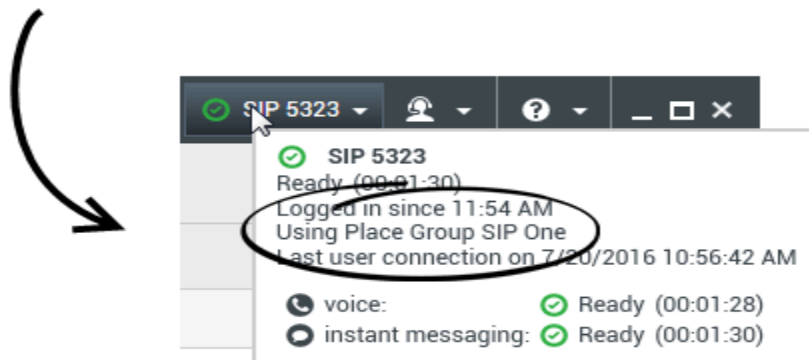 SIP 5323
SIP 5323
Ready (00:01:30)
Logged in since 11:54 AM
Using Place Group SIP One
Last user connection on 7/20/2016 10:56:42 AM
voice: Ready (00:01:28)
instant messaging: Ready (00:01:30)